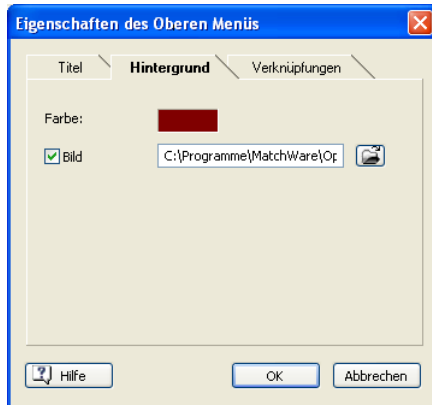 Eigenschaften des Oberen Menüs
Titel Hintergrund Verknüpfungen
Farbe:
Bild C:\Programme\MatchWare\Op
Hilfe OK Abbrechen